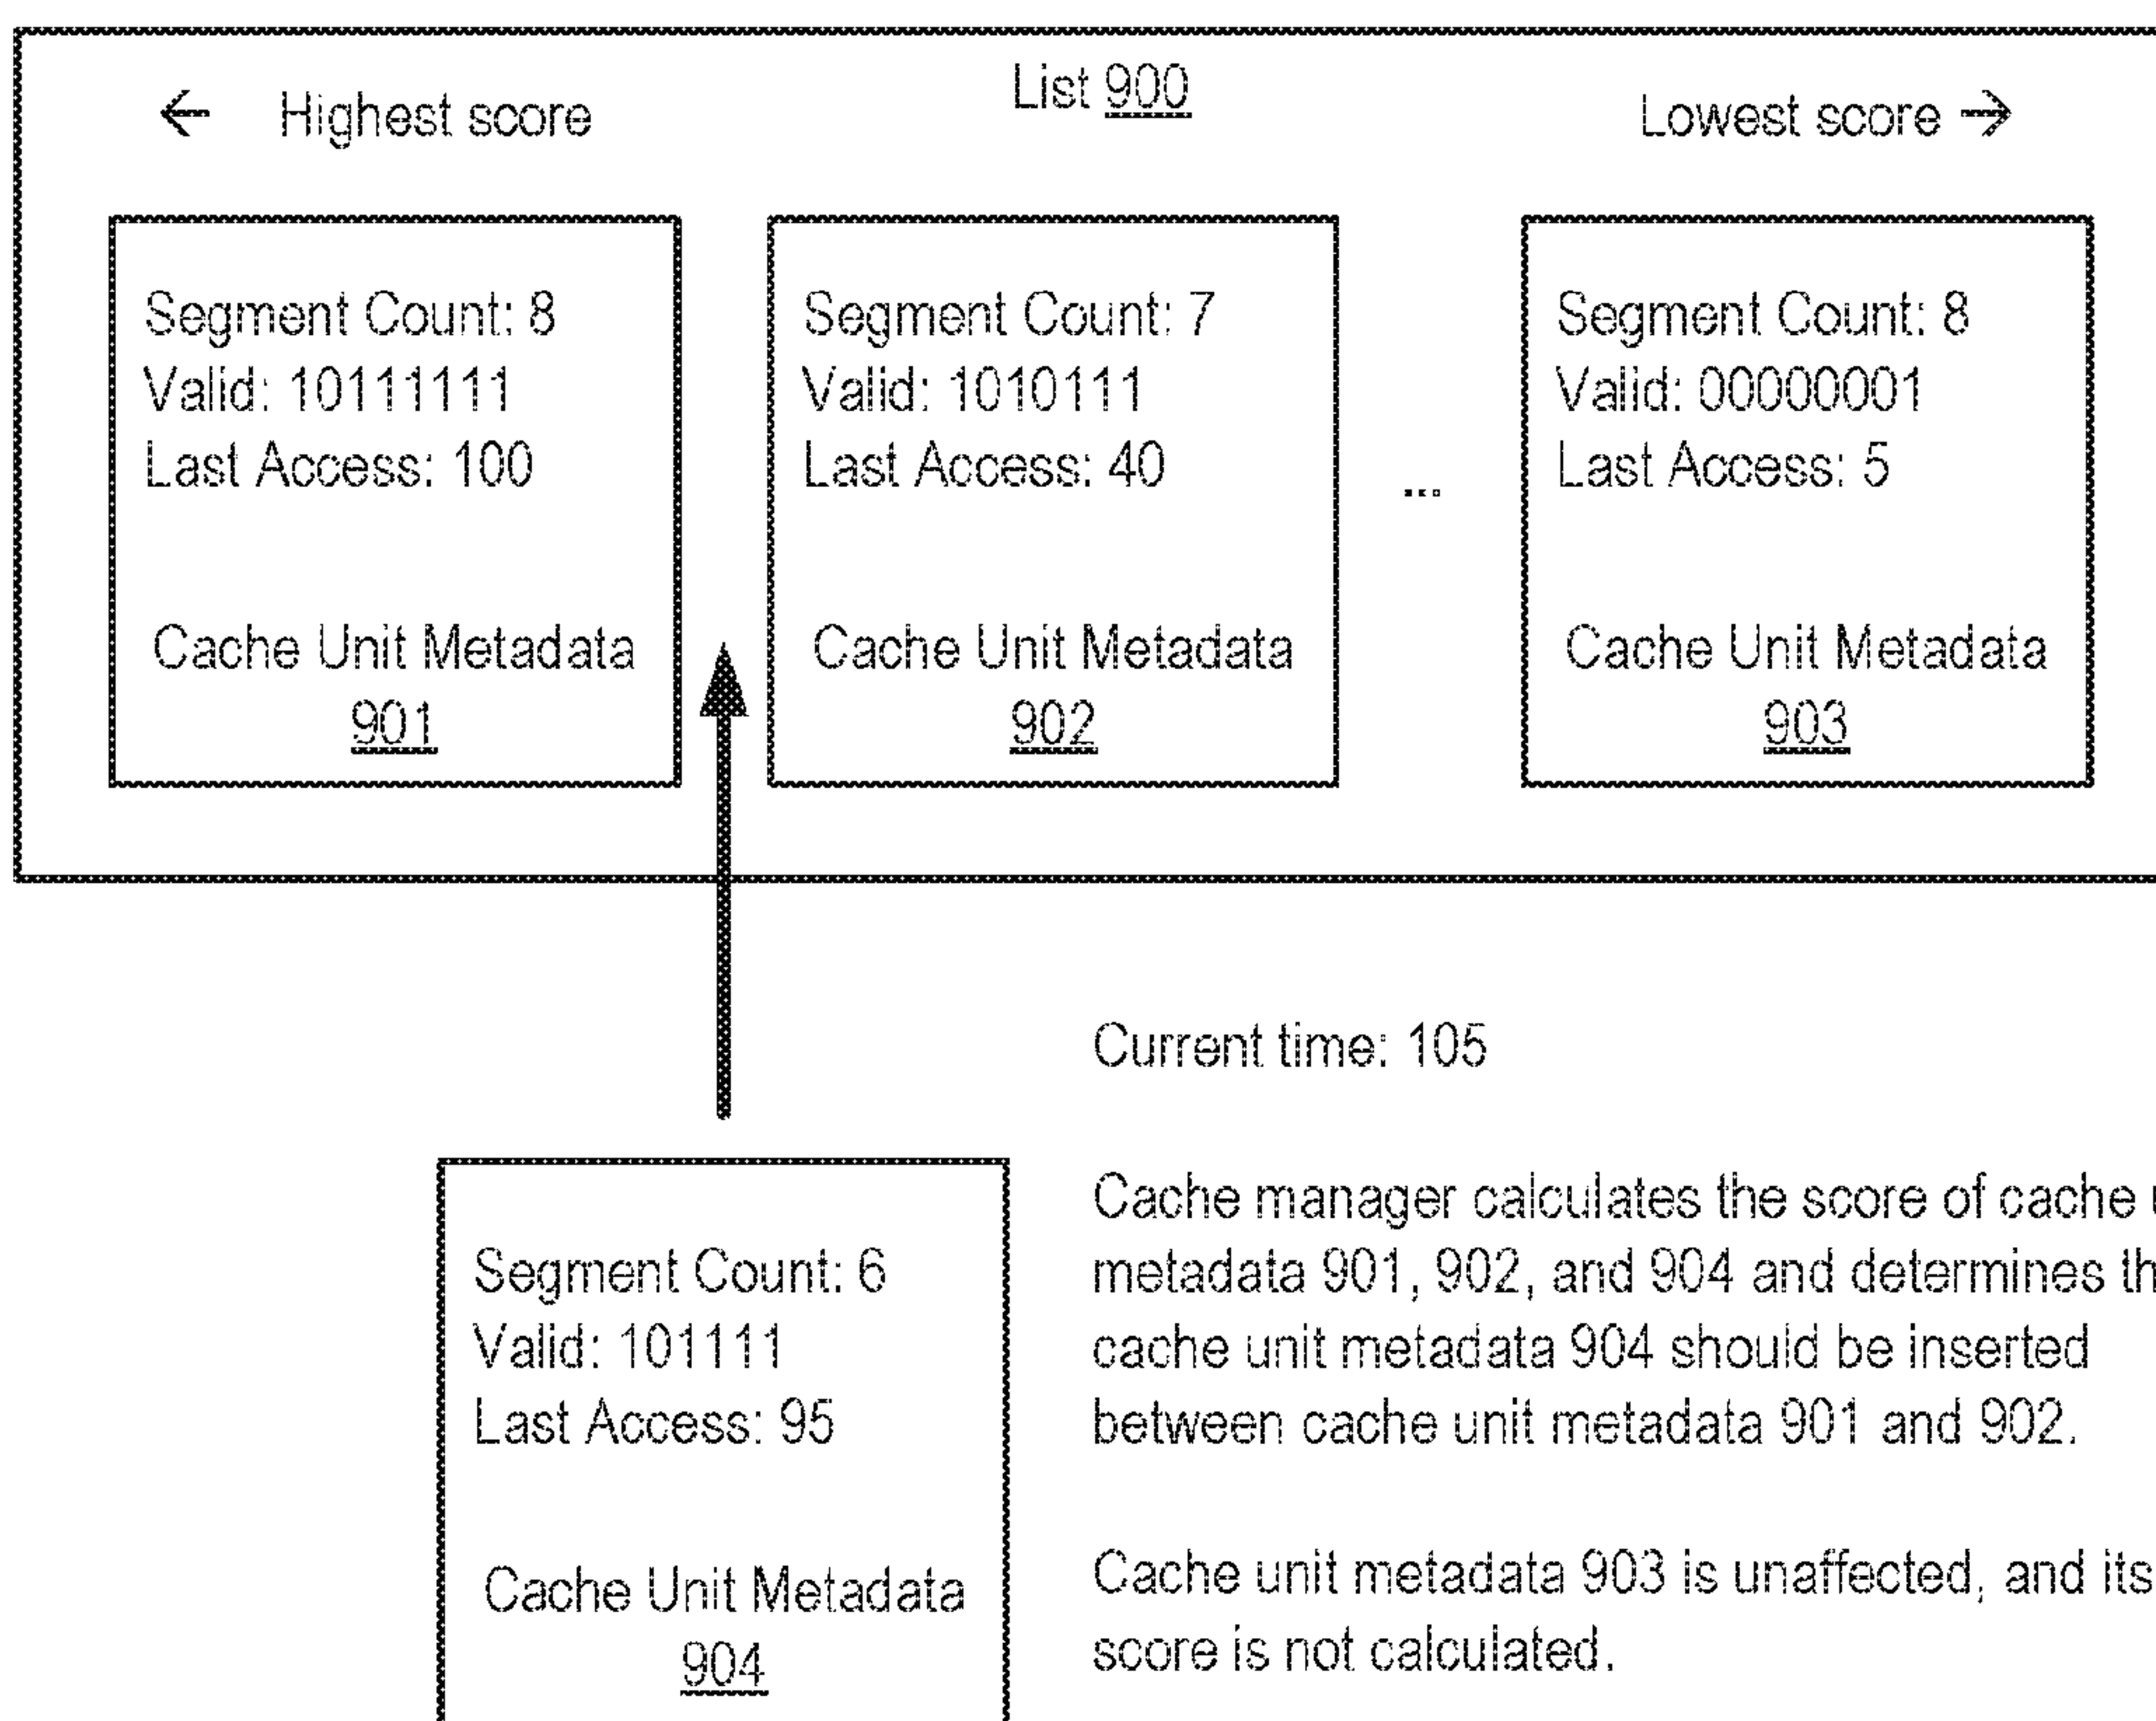 List 900
← Highest score
Lowest score →
Segment Count: 8
Valid: 10111111
Last Access: 100
Cache Unit Metadata
901
Segment Count: 7
Valid: 1010111
Last Access: 40
Cache Unit Metadata
902
...
Segment Count: 8
Valid: 00000001
Last Access: 5
Cache Unit Metadata
903
Segment Count: 6
Valid: 101111
Last Access: 95
Cache Unit Metadata
904
Current time: 105
Cache manager calculates the score of cache
metadata 901, 902, and 904 and determines
cache unit metadata 904 should be inserted
between cache unit metadata 901 and 902.
Cache unit metadata 903 is unaffected, and its
score is not calculated.